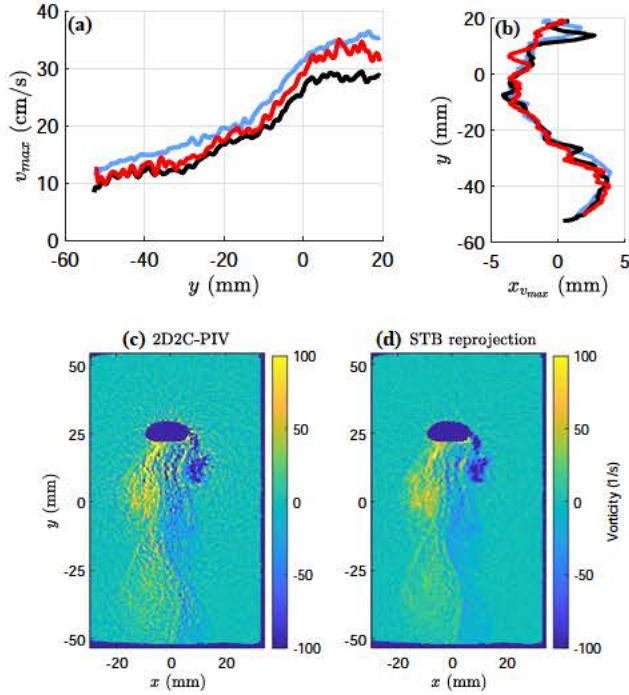 (a)
40
30
20
10
0
v_max (cm/s)
-60 -40 -20 0 20
y (mm)
(b)
20
0
-20
-40
-60
y (mm)
-5 0 5
x_{v_max} (mm)
(c) 2D2C-PIV
50
25
0
-25
-50
y (mm)
-20 0 20
x (mm)
100
50
0
-50
-100
(d) STB reprojection
50
25
0
-25
-50
-20 0 20
x (mm)
100
50
0
-50
-100
Vorticity (1/s)